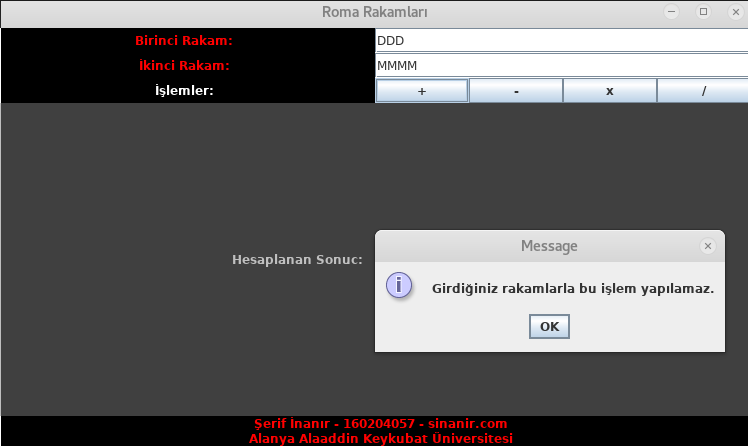 Roma Rakamları
Birinci Rakam:
DDD
İkinci Rakam:
MMMM
İşlemler:
+ - x /
Hesaplanan Sonuc:
Message
Girdiğiniz rakamlarla bu işlem yapılamaz.
OK
Şerif İnanır - 160204057 - sinanir.com
Alanya Alaaddin Keykubat Üniversitesi